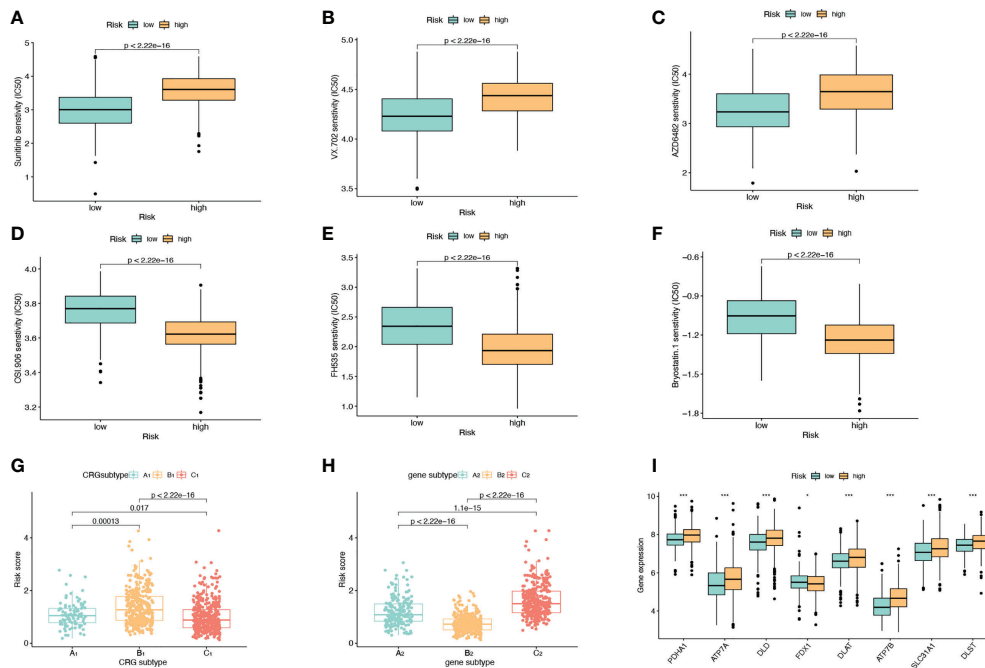 A
Risk low high
p < 2.22e-16
Sunitinib senstivity (IC50)
5
4
3
2
1
low high
Risk
B
Risk low high
p < 2.22e-16
VX.702 senstivity (IC50)
5.0
4.5
4.0
3.5
low high
Risk
C
Risk low high
p < 2.22e-16
AZD6482 senstivity (IC50)
4
3
2
low high
Risk
D
Risk low high
p < 2.22e-16
OSI.906 senstivity (IC50)
4.0
3.8
3.6
3.4
3.2
low high
Risk
E
Risk low high
p < 2.22e-16
FH535 senstivity (IC50)
3.5
3.0
2.5
2.0
1.5
1.0
low high
Risk
F
Risk low high
p < 2.22e-16
Bryostatin.1 senstivity (IC50)
−0.6
−0.9
−1.2
−1.5
−1.8
low high
Risk
G
CRGsubtype A1 B1 C1
p < 2.22e-16
0.017
0.00013
Risk score
6
4
2
0
A1 B1 C1
CRG subtype
H
gene subtype A2 B2 C2
p < 2.22e-16
1.1e-15
p < 2.22e-16
Risk score
6
4
2
0
A2 B2 C2
gene subtype
I
Risk low high
*** *** *** * *** *** *** ***
Gene expression
10
8
6
4
PDHA1 ATP7A DLD FDX1 DLAT ATP7B SLC31A1 DLST